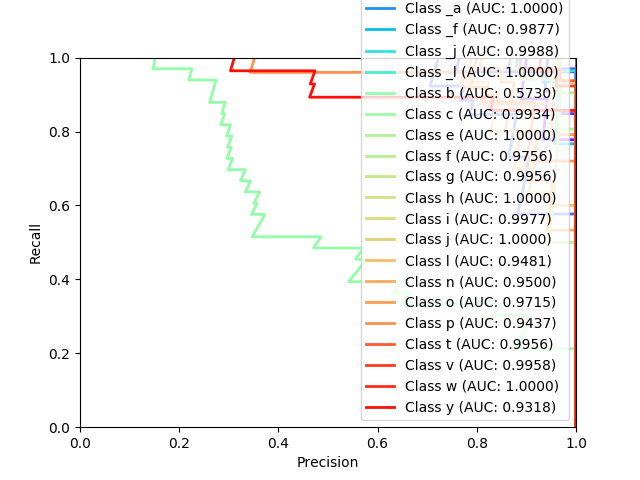 Class _a (AUC: 1.0000)
Class _f (AUC: 0.9877)
Class _j (AUC: 0.9988)
Class _l (AUC: 1.0000)
Class b (AUC: 0.5730)
Class c (AUC: 0.9934)
Class e (AUC: 1.0000)
Class f (AUC: 0.9756)
Class g (AUC: 0.9956)
Class h (AUC: 1.0000)
Class i (AUC: 0.9977)
Class j (AUC: 1.0000)
Class l (AUC: 0.9481)
Class n (AUC: 0.9500)
Class o (AUC: 0.9715)
Class p (AUC: 0.9437)
Class t (AUC: 0.9956)
Class v (AUC: 0.9958)
Class w (AUC: 1.0000)
Class y (AUC: 0.9318)
1.0
0.8
0.6
0.4
0.2
0.0
Recall
0.0 0.2 0.4 0.6 0.8 1.0
Precision